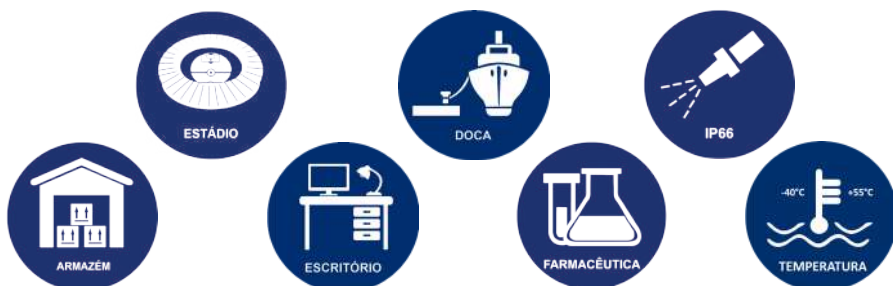 ESTÁDIO
DOCA
IP66
ARMAZÉM
ESCRITÓRIO
FARMACÊUTICA
-40°C
+55°C
TEMPERATURA